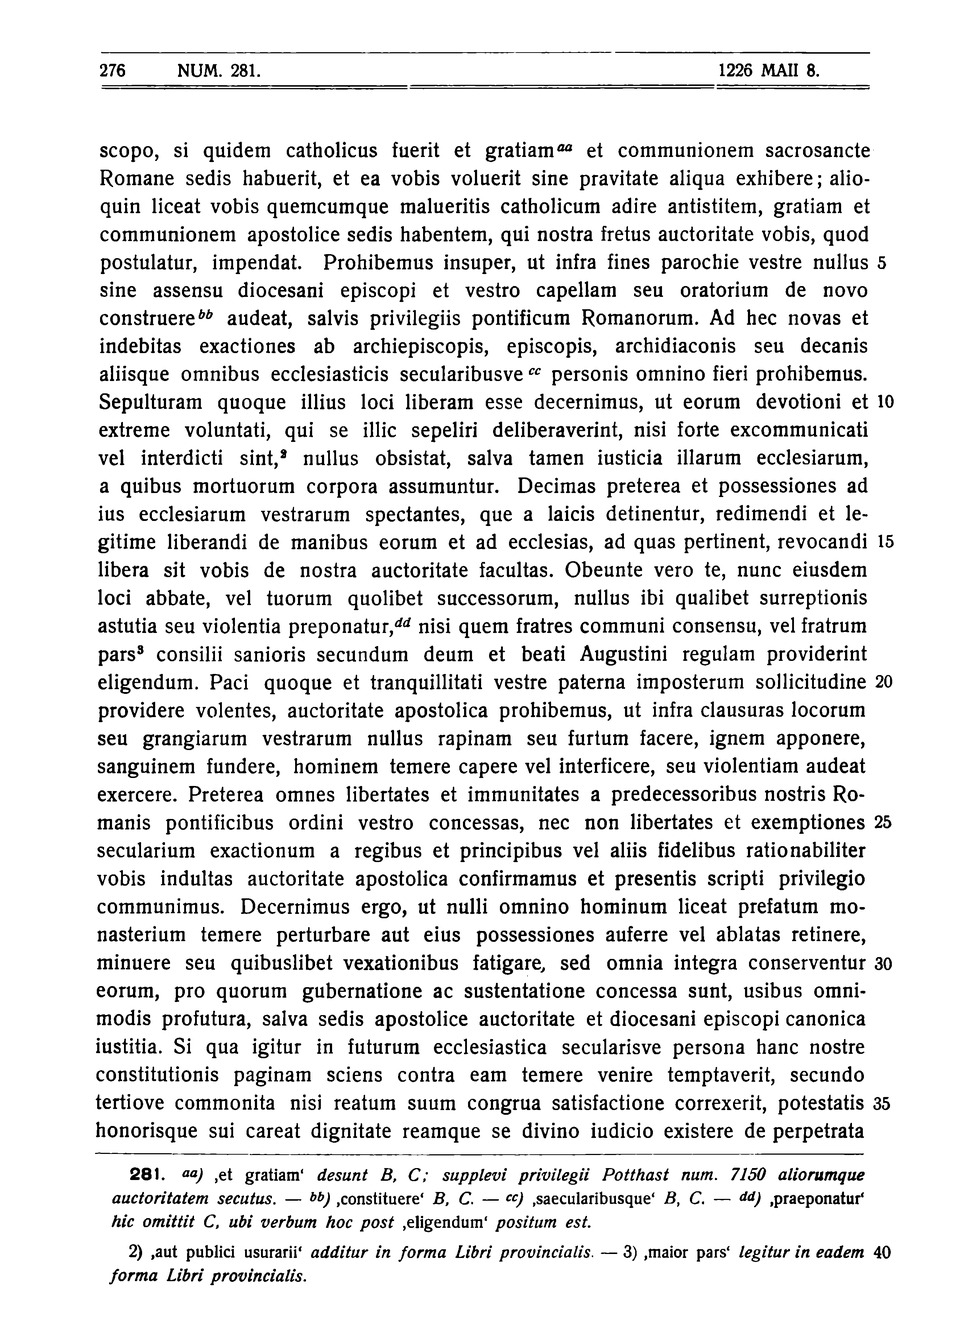 276 NUM. 281. 1226 MAII 8.
scopo, si quidem catholicus fuerit et gratiam aa et communionem sacrosancte
Romane sedis habuerit, et ea vobis voluerit sine pravitate aliqua exhibere; alio-
quin liceat vobis quemcumque malueritis catholicum adire antistitem, gratiam et
communionem apostolice sedis habentem, qui nostra fretus auctoritate vobis, quod
postulatur, impendat. Prohibemus insuper, ut infra fines parochie vestre nullus 5
sine assensu diocesani episcopi et vestro capellam seu oratorium de novo
construere bb audeat, salvis privilegiis pontificum Romanorum. Ad hec novas et
indebitas exactiones ab archiepiscopis, episcopis, archidiaconis seu decanis
aliisque omnibus ecclesiasticis secularibusve cc personis omnino fieri prohibemus.
Sepulturam quoque illius loci liberam esse decernimus, ut eorum devotioni et 10
extreme voluntati, qui se illic sepeliri deliberaverint, nisi forte excommunicati
vel interdicti sint,² nullus obsistat, salva tamen iusticia illarum ecclesiarum,
a quibus mortuorum corpora assumuntur. Decimas preterea et possessiones ad
ius ecclesiarum vestrarum spectantes, que a laicis detinentur, redimendi et le-
gitime liberandi de manibus eorum et ad ecclesias, ad quas pertinent, revocandi 15
libera sit vobis de nostra auctoritate facultas. Obeunte vero te, nunc eiusdem
loci abbate, vel tuorum quolibet successorum, nullus ibi qualibet surreptionis
astutia seu violentia preponatur,dd nisi quem fratres communi consensu, vel fratrum
pars³ consilii sanioris secundum deum et beati Augustini regulam providerint
eligendum. Paci quoque et tranquillitati vestre paterna imposterum sollicitudine 20
providere volentes, auctoritate apostolica prohibemus, ut infra clausuras locorum
seu grangiarum vestrarum nullus rapinam seu furtum facere, ignem apponere,
sanguinem fundere, hominem temere capere vel interficere, seu violentiam audeat
exercere. Preterea omnes libertates et immunitates a predecessoribus nostris Ro-
manis pontificibus ordini vestro concessas, nec non libertates et exemptiones 25
secularium exactionum a regibus et principibus vel aliis fidelibus rationabiliter
vobis indultas auctoritate apostolica confirmamus et presentis scripti privilegio
communimus. Decernimus ergo, ut nulli omnino hominum liceat prefatum mo-
nasterium temere perturbare aut eius possessiones auferre vel ablatas retinere,
minuere seu quibuslibet vexationibus fatigare, sed omnia integra conserventur 30
eorum, pro quorum gubernatione ac sustentatione concessa sunt, usibus omni-
modis profutura, salva sedis apostolice auctoritate et diocesani episcopi canonica
iustitia. Si qua igitur in futurum ecclesiastica secularisve persona hanc nostre
constitutionis paginam sciens contra eam temere venire temptaverit, secundo
tertiove commonita nisi reatum suum congrua satisfactione correxerit, potestatis 35
honorisque sui careat dignitate reamque se divino iudicio existere de perpetrata
281. aa) ‚et gratiam‘ desunt B, C; supplevi privilegii Potthast num. 7150 aliorumque
auctoritatem secutus. — bb) ‚constituere‘ B, C. — cc) ‚saecularibusque‘ B, C. — dd) ‚praeponatur‘
hic omittit C, ubi verbum hoc post ‚eligendum‘ positum est.
2) ‚aut publici usurarii‘ additur in forma Libri provincialis. — 3) ‚maior pars‘ legitur in eadem 40
forma Libri provincialis.